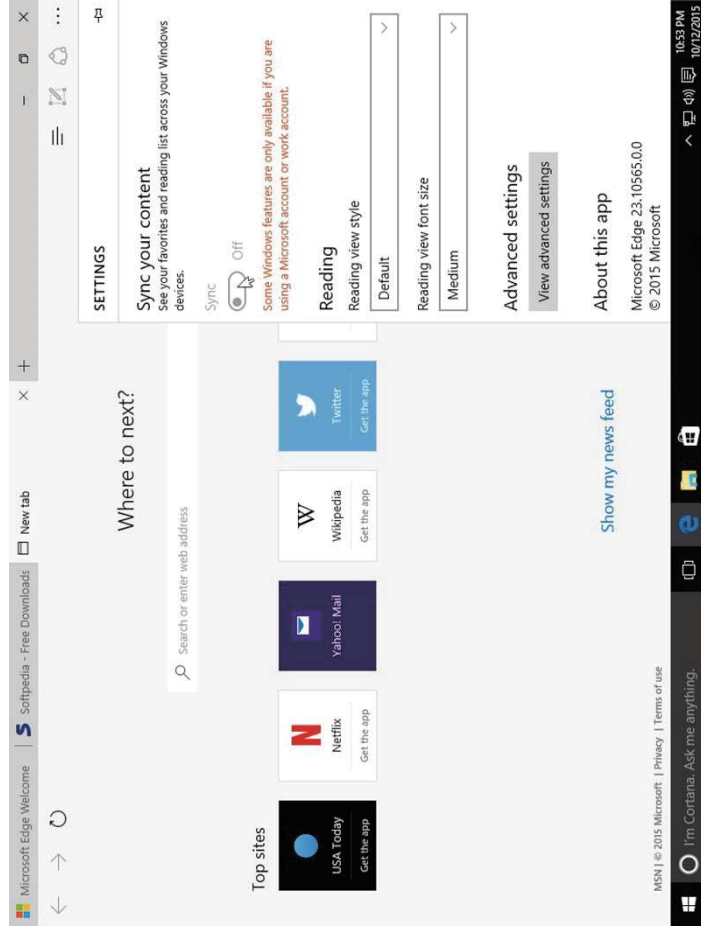 Microsoft Edge Welcome
S Softpedia - Free Downloads
New tab
Where to next?
Search or enter web address
Top sites
USA Today
Get the app
N
Netflix
Get the app
Yahoo! Mail
W
Wikipedia
Get the app
Twitter
Get the app
Show my news feed
MSN | © 2015 Microsoft | Privacy | Terms of use
SETTINGS
Sync your content
See your favorites and reading list across your Windows
devices.
Sync
Off
Some Windows features are only available if you are
using a Microsoft account or work account.
Reading
Reading view style
Default
Reading view font size
Medium
Advanced settings
View advanced settings
About this app
Microsoft Edge 23.10565.0.0
© 2015 Microsoft
I'm Cortana. Ask me anything.
e
10:53 PM
10/12/2015